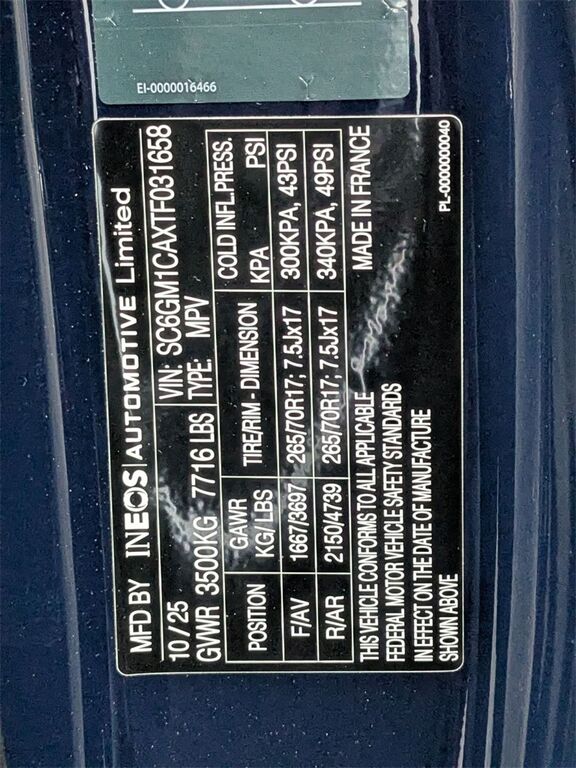 EI-0000016466
MFD BY INEOS | AUTOMOTIVE Limited
10 / 25 VIN: SC6GM1CAXTF031658
GVWR 3500KG 7716 LBS TYPE: MPV
POSITION GAWR KG/LBS TIRE/RIM - DIMENSION COLD INFL.PRESS. KPA PSI
F/AV 1667/3697 265/70R17; 7.5Jx17 300KPA, 43PSI
R/AR 2150/4739 265/70R17; 7.5Jx17 340KPA, 49PSI
THIS VEHICLE CONFORMS TO ALL APPLICABLE MADE IN FRANCE
FEDERAL MOTOR VEHICLE SAFETY STANDARDS
IN EFFECT ON THE DATE OF MANUFACTURE
SHOWN ABOVE PL-0000000040